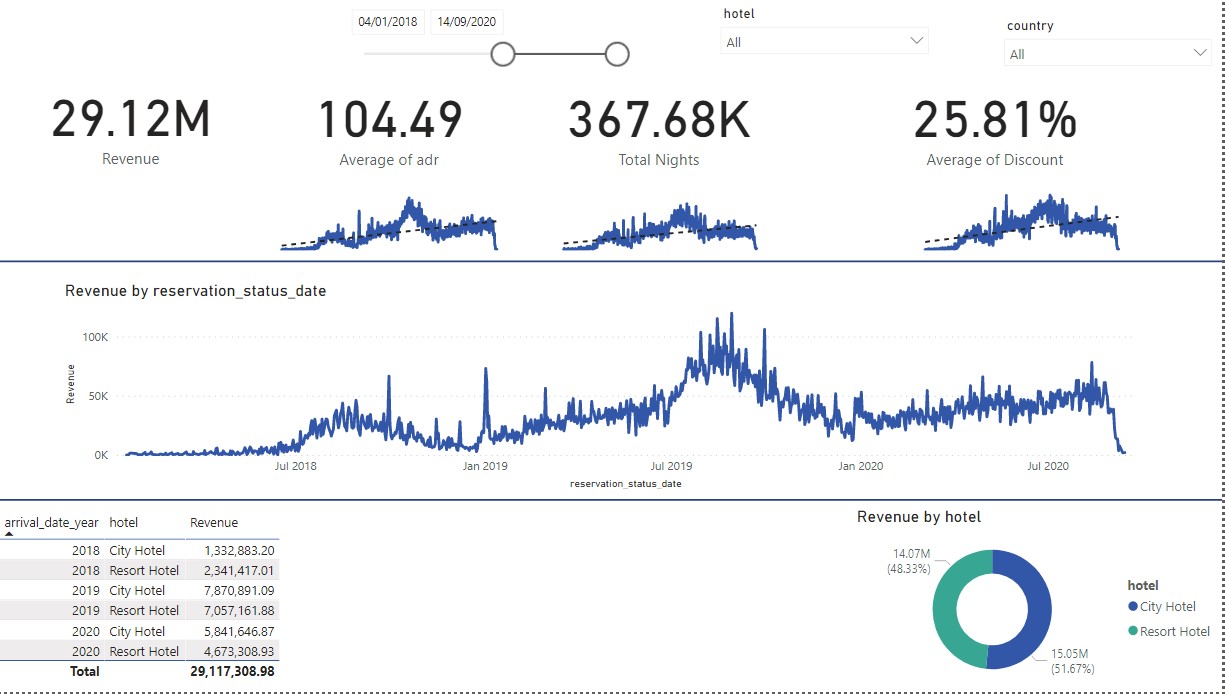 04/01/2018 14/09/2020
hotel
All
country
All
29.12M
Revenue
104.49
Average of adr
367.68K
Total Nights
25.81%
Average of Discount
Revenue by reservation_status_date
Revenue
100K
50K
0K
Jul 2018 Jan 2019 Jul 2019 Jan 2020 Jul 2020
reservation_status_date
arrival_date_year hotel Revenue
2018 City Hotel 1,332,883.20
2018 Resort Hotel 2,341,417.01
2019 City Hotel 7,870,891.09
2019 Resort Hotel 7,057,161.88
2020 City Hotel 5,841,646.87
2020 Resort Hotel 4,673,308.93
Total 29,117,308.98
Revenue by hotel
14.07M
(48.33%)
15.05M
(51.67%)
hotel
City Hotel
Resort Hotel